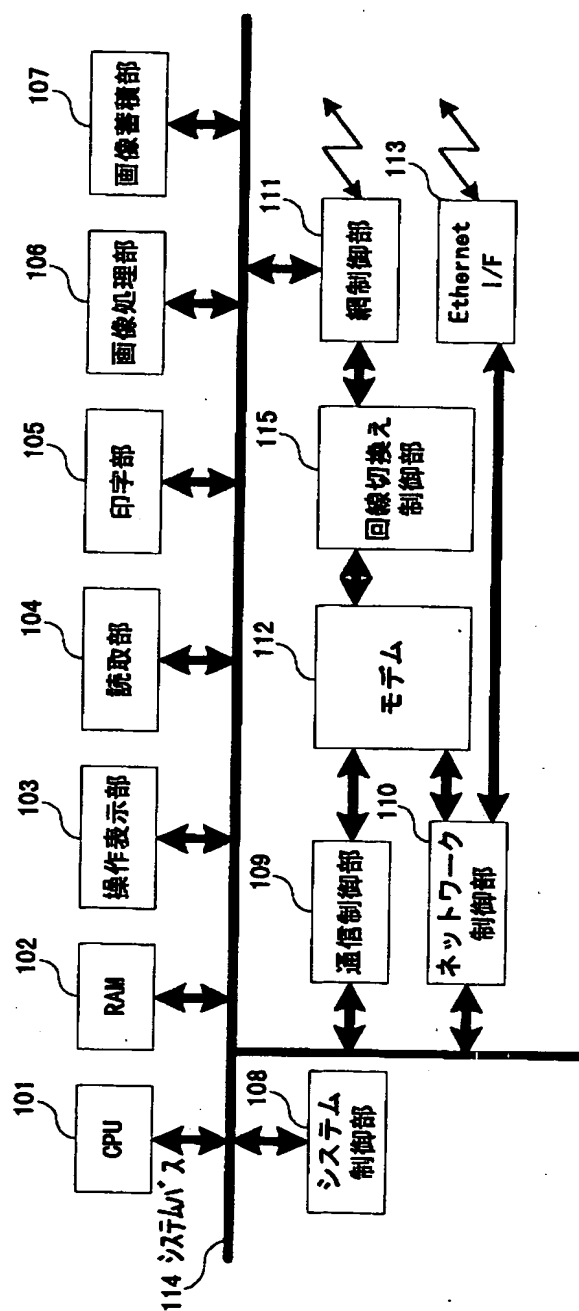 101
CPU
102
RAM
103
操作表示部
104
読取部
105
印字部
106
画像処理部
107
画像蓄積部
114 システムバス
108
システム
制御部
109
通信制御部
110
ネットワーク
制御部
112
モデム
115
回線切換え
制御部
111
網制御部
113
Ethernet
I/F